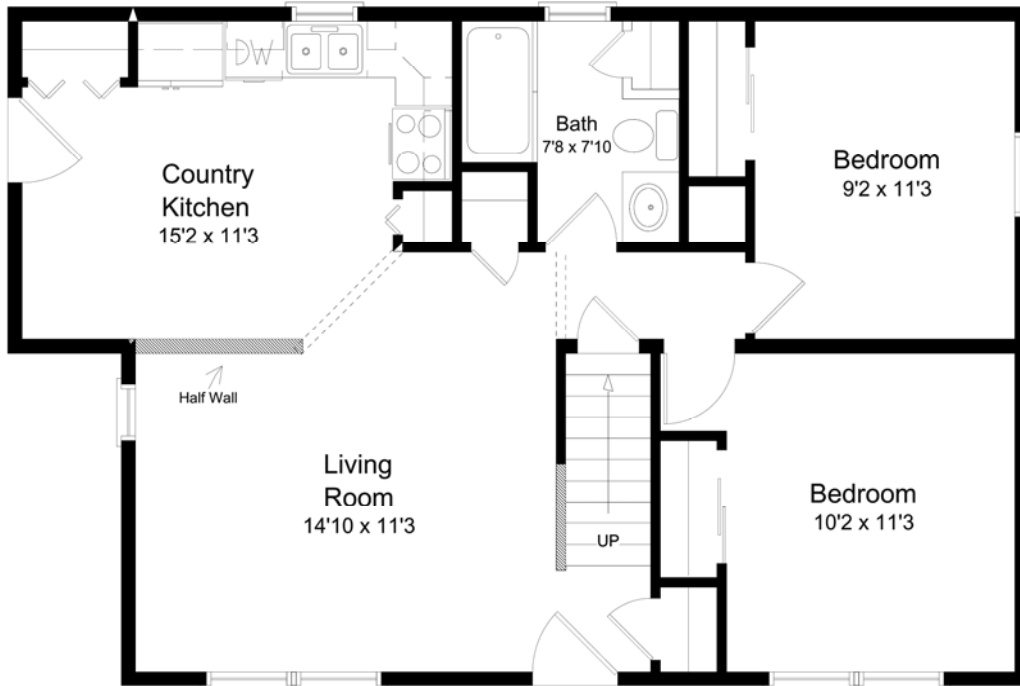 DW
Bath
7'8 x 7'10
Bedroom
9'2 x 11'3
Country
Kitchen
15'2 x 11'3
Half Wall
Living
Room
14'10 x 11'3
Bedroom
10'2 x 11'3
UP